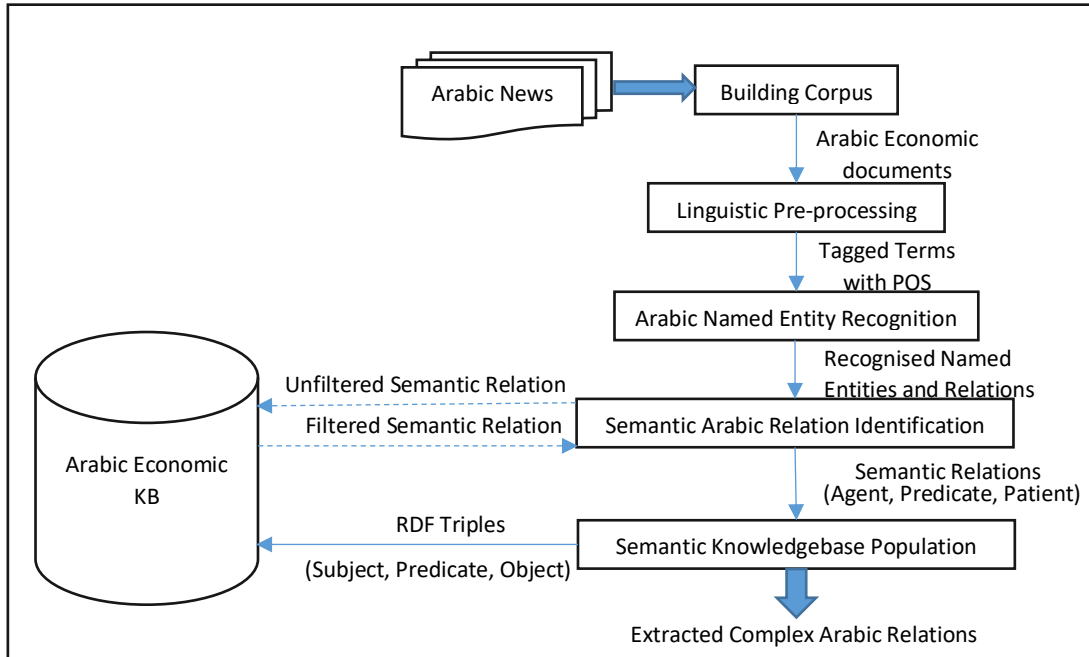 Arabic News
Building Corpus
Arabic Economic
documents
Linguistic Pre-processing
Tagged Terms
with POS
Arabic Named Entity Recognition
Recognised Named
Entities and Relations
Unfiltered Semantic Relation
Filtered Semantic Relation
Semantic Arabic Relation Identification
Arabic Economic
KB
Semantic Relations
(Agent, Predicate, Patient)
RDF Triples
(Subject, Predicate, Object)
Semantic Knowledgebase Population
Extracted Complex Arabic Relations